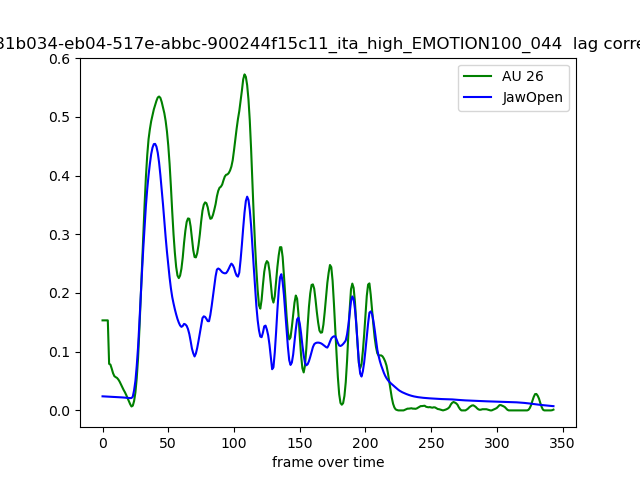 31b034-eb04-517e-abbc-900244f15c11_ita_high_EMOTION100_044 lag corre
0.6
AU 26
JawOpen
0.5
0.4
0.3
0.2
0.1
0.0
0 50 100 150 200 250 300 350
frame over time